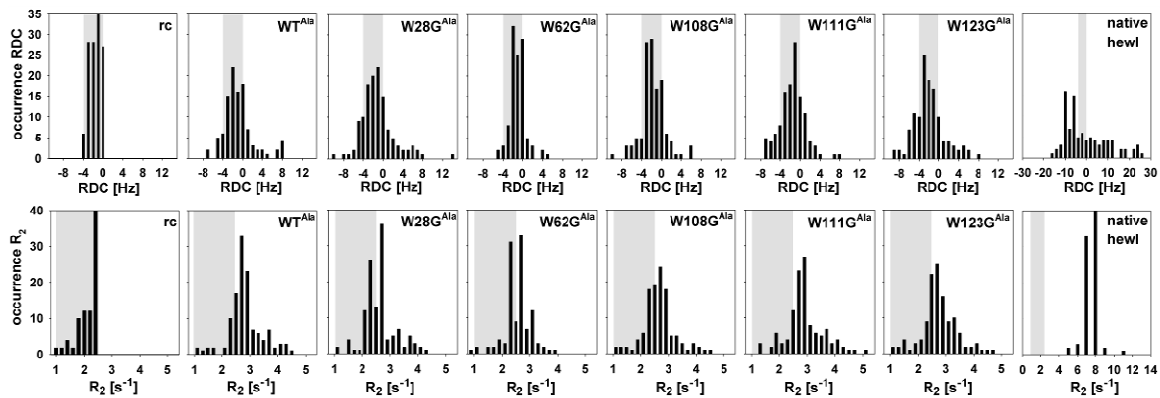 occurrence RDC
35
30
25
20
15
10
5
0
rc
WT^Ala
W28G^Ala
W62G^Ala
W108G^Ala
W111G^Ala
W123G^Ala
native
hewl
-8 -4 0 4 8 12
-8 -4 0 4 8 12
-8 -4 0 4 8 12
-8 -4 0 4 8 12
-8 -4 0 4 8 12
-8 -4 0 4 8 12
-8 -4 0 4 8 12
-30 -20 -10 0 10 20 30
RDC [Hz]
RDC [Hz]
RDC [Hz]
RDC [Hz]
RDC [Hz]
RDC [Hz]
RDC [Hz]
RDC [Hz]
occurrence R₂
40
30
20
10
0
rc
WT^Ala
W28G^Ala
W62G^Ala
W108G^Ala
W111G^Ala
W123G^Ala
native
hewl
1 2 3 4 5
1 2 3 4 5
1 2 3 4 5
1 2 3 4 5
1 2 3 4 5
1 2 3 4 5
1 2 3 4 5
0 2 4 6 8 10 12 14
R₂ [s⁻¹]
R₂ [s⁻¹]
R₂ [s⁻¹]
R₂ [s⁻¹]
R₂ [s⁻¹]
R₂ [s⁻¹]
R₂ [s⁻¹]
R₂ [s⁻¹]